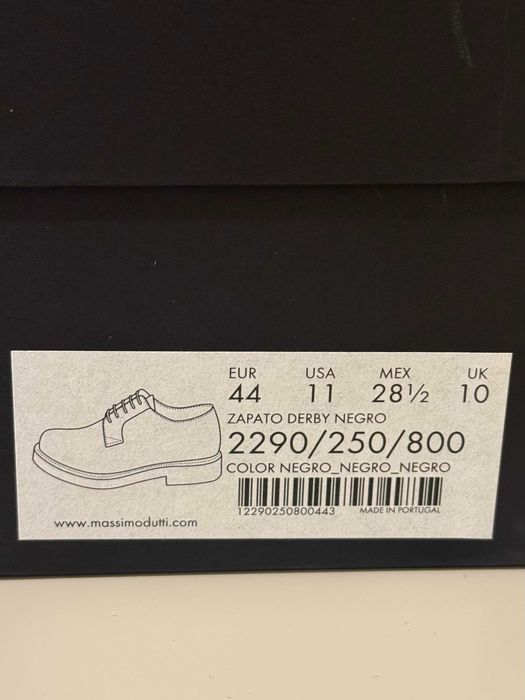 EUR USA MEX UK
44 11 28½ 10
ZAPATO DERBY NEGRO
2290/250/800
COLOR NEGRO_NEGRO_NEGRO
12290250800443 MADE IN PORTUGAL
www.massimodutti.com